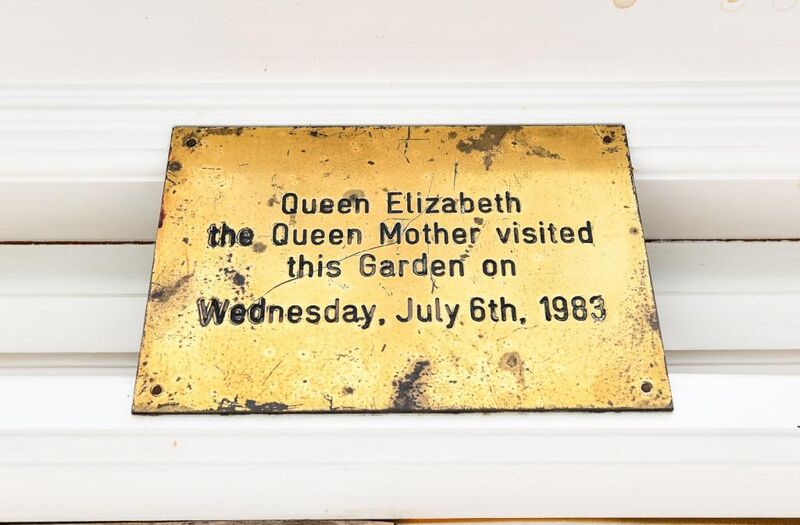 Queen Elizabeth
the Queen Mother visited
this Garden on
Wednesday, July 6th, 1983